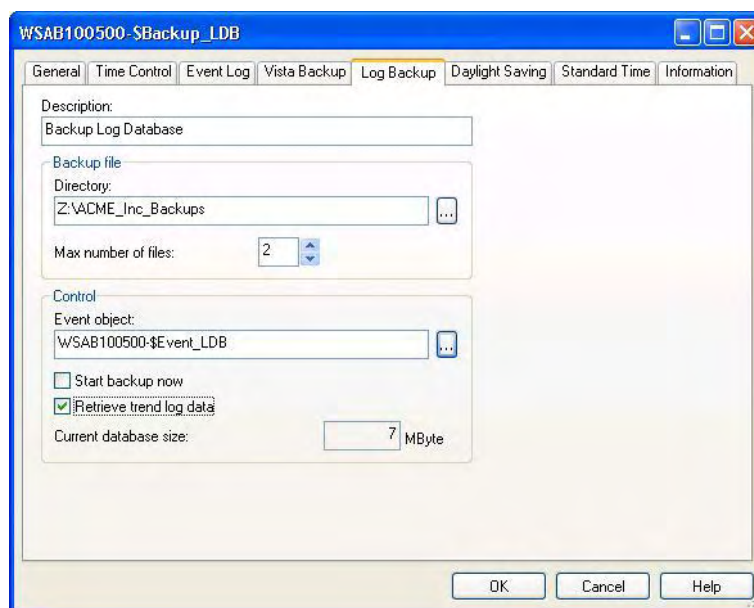 WSAB100500-$Backup_LDB
General Time Control Event Log Vista Backup Log Backup Daylight Saving Standard Time Information
Description:
Backup Log Database
Backup file
Directory:
Z:\ACME_Inc_Backups
...
Max number of files:
2
Control
Event object:
WSAB100500-$Event_LDB
...
Start backup now
Retrieve trend log data
Current database size:
7 MByte
OK Cancel Help